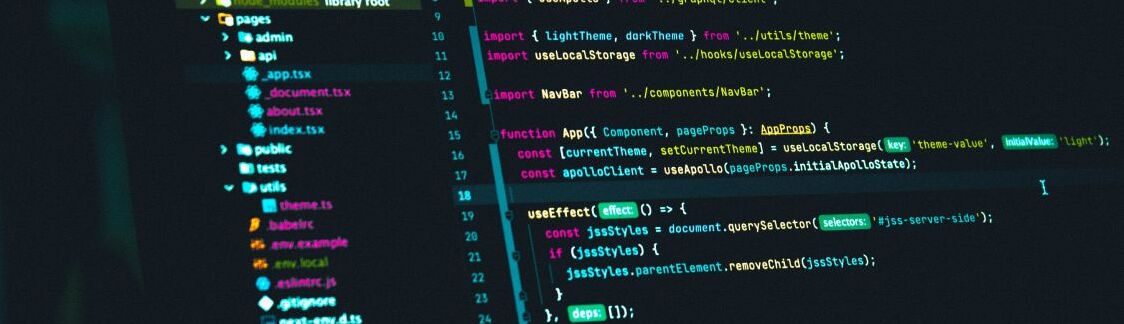 node_modules library root
pages
admin
api
_app.tsx
_document.tsx
about.tsx
index.tsx
public
tests
utils
theme.ts
.babelrc
.env.example
.env.local
.eslintrc.js
.gitignore
next-env.d.ts
9
10 import { lightTheme, darkTheme } from '../utils/theme';
11 import useLocalStorage from '../hooks/useLocalStorage';
12
13 import NavBar from '../components/NavBar';
14
15 function App({ Component, pageProps }: AppProps) {
16 const [currentTheme, setCurrentTheme] = useLocalStorage( key: 'theme-value', initialValue: 'light');
17 const apolloClient = useApollo(pageProps.initialApolloState);
18
19 useEffect( effect: () => {
20 const jssStyles = document.querySelector( selectors: '#jss-server-side');
21 if (jssStyles) {
22 jssStyles.parentElement.removeChild(jssStyles);
23 }
24 }, deps: []);